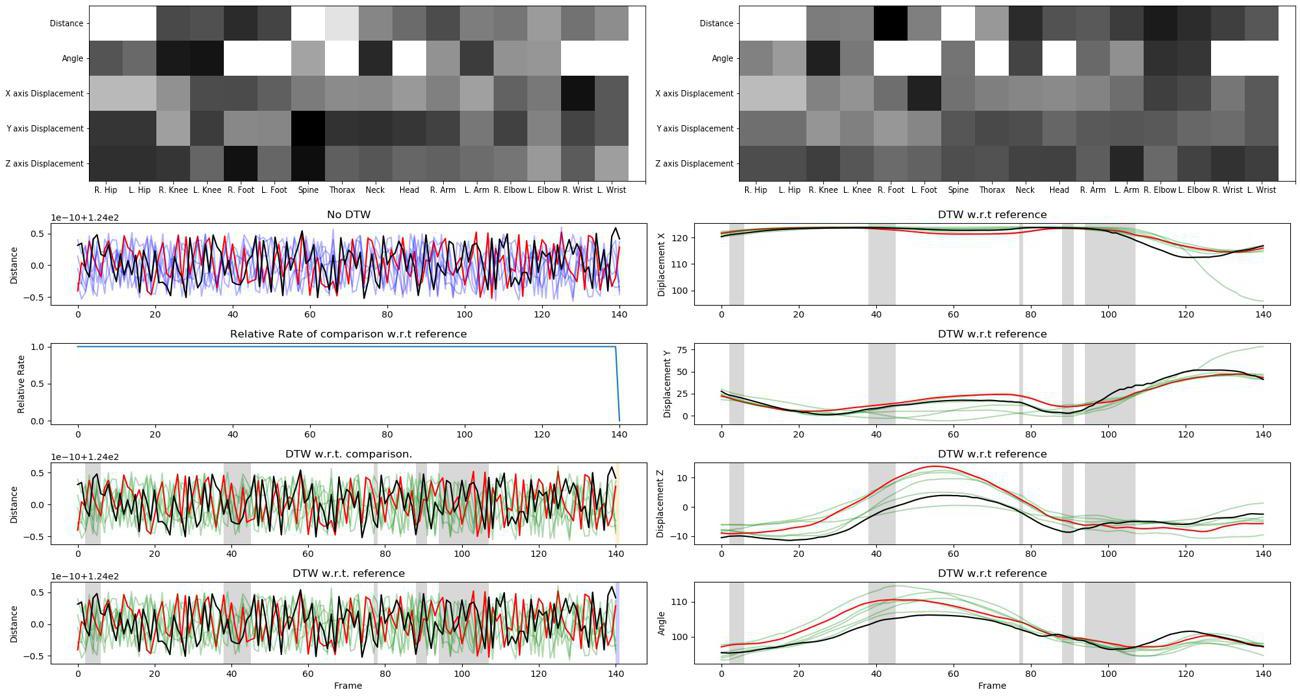 Distance
Angle
X axis Displacement
Y axis Displacement
Z axis Displacement
R. Hip L. Hip R. Knee L. Knee R. Foot L. Foot Spine Thorax Neck Head R. Arm L. Arm R. Elbow L. Elbow R. Wrist L. Wrist
Distance
Angle
X axis Displacement
Y axis Displacement
Z axis Displacement
R. Hip L. Hip R. Knee L. Knee R. Foot L. Foot Spine Thorax Neck Head R. Arm L. Arm R. Elbow L. Elbow R. Wrist L. Wrist
1e−10+1.24e2
No DTW
Distance
0.5
0.0
−0.5
0 20 40 60 80 100 120 140
DTW w.r.t reference
Diplacement X
120
110
100
0 20 40 60 80 100 120 140
Relative Rate of comparison w.r.t reference
Relative Rate
1.0
0.5
0.0
0 20 40 60 80 100 120 140
DTW w.r.t reference
Displacement Y
75
50
25
0
0 20 40 60 80 100 120 140
1e−10+1.24e2
DTW w.r.t. comparison.
Distance
0.5
0.0
−0.5
0 20 40 60 80 100 120 140
DTW w.r.t reference
Displacement Z
10
0
−10
0 20 40 60 80 100 120 140
1e−10+1.24e2
DTW w.r.t. reference
Distance
0.5
0.0
−0.5
0 20 40 60 80 100 120 140
Frame
DTW w.r.t reference
Angle
110
100
0 20 40 60 80 100 120 140
Frame